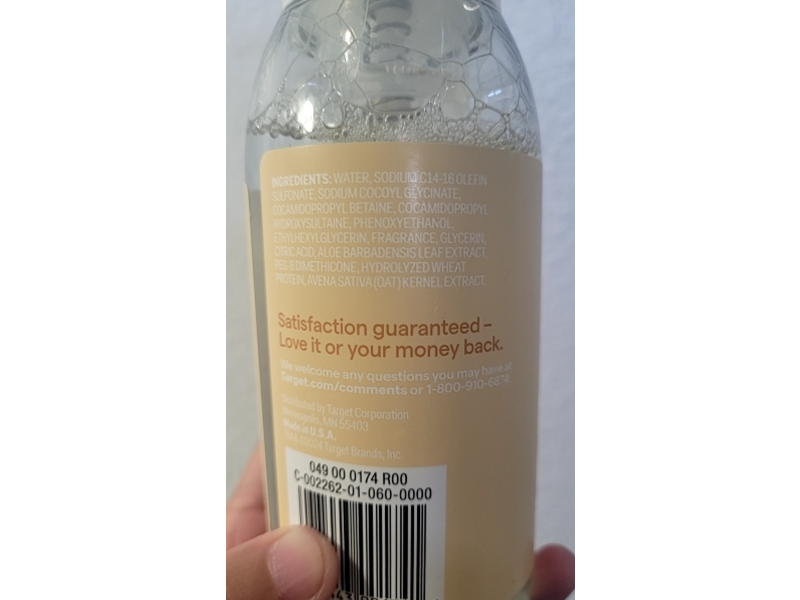 INGREDIENTS: WATER, SODIUM C14-16 OLEFIN
SULFONATE, SODIUM COCOYL GLYCINATE,
COCAMIDOPROPYL BETAINE, COCAMIDOPROPYL
HYDROXYSULTAINE, PHENOXYETHANOL,
ETHYLHEXYLGLYCERIN, FRAGRANCE, GLYCERIN,
CITRIC ACID, ALOE BARBADENSIS LEAF EXTRACT,
PEG-8 DIMETHICONE, HYDROLYZED WHEAT
PROTEIN, AVENA SATIVA (OAT) KERNEL EXTRACT.
Satisfaction guaranteed –
Love it or your money back.
We welcome any questions you may have at
Target.com/comments or 1-800-910-6874.
Distributed by Target Corporation
Minneapolis, MN 55403
Made in U.S.A.
©2024 Target Brands, Inc.
049 00 0174 R00
C-002262-01-060-0000